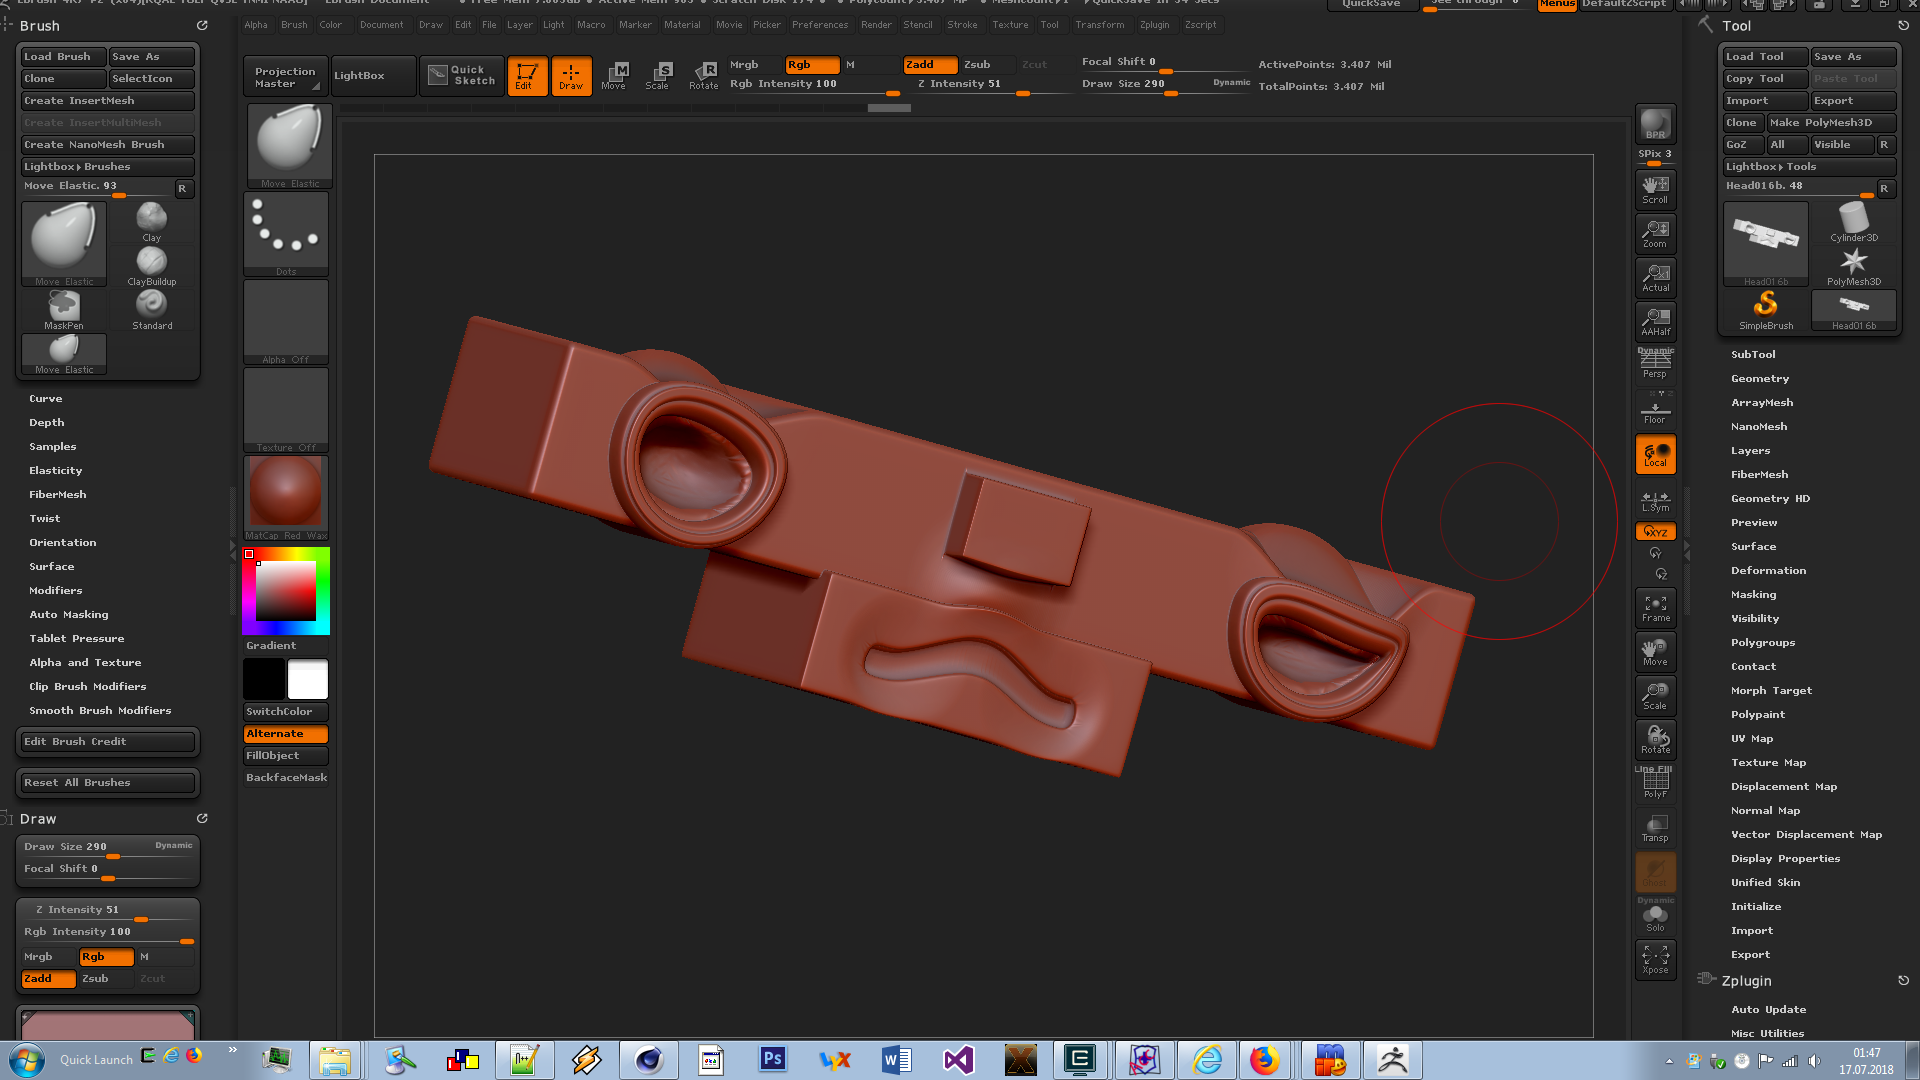 Brush
Load Brush Save As
Clone SelectIcon
Create InsertMesh
Create InsertMultiMesh
Create NanoMesh Brush
Lightbox▸Brushes
Move Elastic. 93 R
Move Elastic
Clay
ClayBuildup
MaskPen
Standard
Move Elastic
Curve
Depth
Samples
Elasticity
FiberMesh
Twist
Orientation
Surface
Modifiers
Auto Masking
Tablet Pressure
Alpha and Texture
Clip Brush Modifiers
Smooth Brush Modifiers
Edit Brush Credit
Reset All Brushes
Draw
Draw Size 290 Dynamic
Focal Shift 0
Z Intensity 51
Rgb Intensity 100
Mrgb Rgb M
Zadd Zsub Zcut
QuickSave See through 0 Menus DefaultZScript
Alpha Brush Color Document Draw Edit File Layer Light Macro Marker Material Movie Picker Preferences Render Stencil Stroke Texture Tool Transform Zplugin Zscript
Projection Master
LightBox
Quick Sketch
Edit
Draw
Move
Scale
Rotate
Mrgb Rgb M
Rgb Intensity 100
Zadd Zsub Zcut
Z Intensity 51
Focal Shift 0
Draw Size 290 Dynamic
ActivePoints: 3.407 Mil
TotalPoints: 3.407 Mil
Move Elastic
Dots
Alpha Off
Texture Off
MatCap Red Wax
Gradient
SwitchColor
Alternate
FillObject
BackfaceMask
BPR
SPix 3
Scroll
Zoom
Actual
AAHalf
Dynamic
Persp
Floor
Local
L.Sym
XYZ
Frame
Move
Scale
Rotate
Line Fill
PolyF
Transp
Ghost
Dynamic
Solo
Xpose
Tool
Load Tool Save As
Copy Tool Paste Tool
Import Export
Clone Make PolyMesh3D
GoZ All Visible R
Lightbox▸Tools
Head016b. 48 R
Head016b
Cylinder3D
PolyMesh3D
SimpleBrush
Head016b
SubTool
Geometry
ArrayMesh
NanoMesh
Layers
FiberMesh
Geometry HD
Preview
Surface
Deformation
Masking
Visibility
Polygroups
Contact
Morph Target
Polypaint
UV Map
Texture Map
Displacement Map
Normal Map
Vector Displacement Map
Display Properties
Unified Skin
Initialize
Import
Export
Zplugin
Auto Update
Misc Utilities
Quick Launch
01:47
17.07.2018